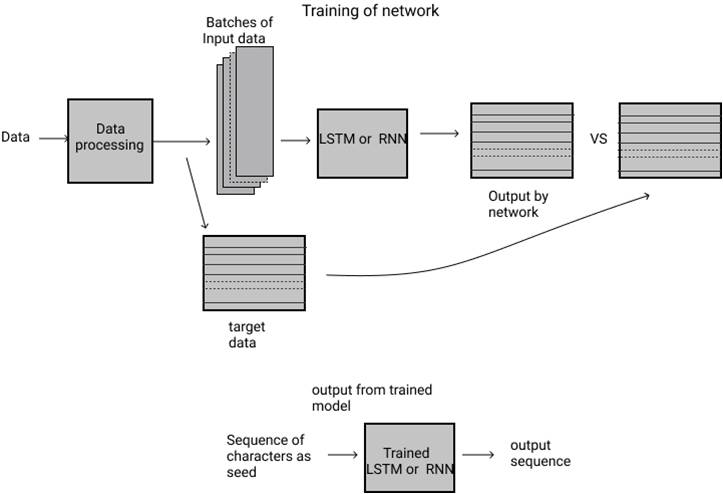 Training of network
Batches of
Input data
Data
Data
processing
LSTM or RNN
VS
Output by
network
target
data
output from trained
model
Sequence of
characters as
seed
Trained
LSTM or RNN
output
sequence